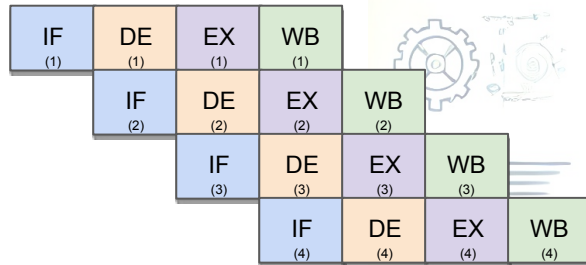 IF DE EX WB
(1) (1) (1) (1)
IF DE EX WB
(2) (2) (2) (2)
IF DE EX WB
(3) (3) (3) (3)
IF DE EX WB
(4) (4) (4) (4)